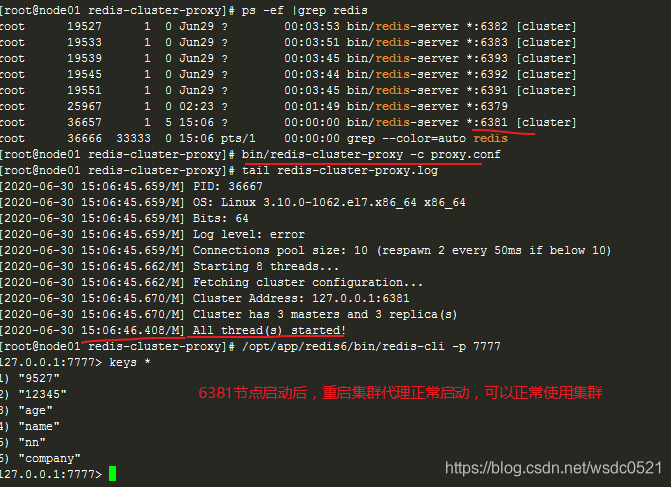 [root@node01 redis-cluster-proxy]# ps -ef |grep redis
root     19527     1  0 Jun29 ?        00:03:53 bin/redis-server *:6382 [cluster]
root     19533     1  0 Jun29 ?        00:03:51 bin/redis-server *:6383 [cluster]
root     19539     1  0 Jun29 ?        00:03:45 bin/redis-server *:6393 [cluster]
root     19545     1  0 Jun29 ?        00:03:44 bin/redis-server *:6392 [cluster]
root     19551     1  0 Jun29 ?        00:03:45 bin/redis-server *:6391 [cluster]
root     25967     1  0 02:23 ?        00:01:49 bin/redis-server *:6379
root     36657     1  5 15:06 ?        00:00:00 bin/redis-server *:6381 [cluster]
root     36666 33333  0 15:06 pts/1    00:00:00 grep --color=auto redis
[root@node01 redis-cluster-proxy]# bin/redis-cluster-proxy -c proxy.conf
[root@node01 redis-cluster-proxy]# tail redis-cluster-proxy.log
[2020-06-30 15:06:45.659/M] PID: 36667
[2020-06-30 15:06:45.659/M] OS: Linux 3.10.0-1062.el7.x86_64 x86_64
[2020-06-30 15:06:45.659/M] Bits: 64
[2020-06-30 15:06:45.659/M] Log level: error
[2020-06-30 15:06:45.659/M] Connections pool size: 10 (respawn 2 every 50ms if below 10)
[2020-06-30 15:06:45.662/M] Starting 8 threads...
[2020-06-30 15:06:45.662/M] Fetching cluster configuration...
[2020-06-30 15:06:45.670/M] Cluster Address: 127.0.0.1:6381
[2020-06-30 15:06:45.670/M] Cluster has 3 masters and 3 replica(s)
[2020-06-30 15:06:46.408/M] All thread(s) started!
[root@node01 redis-cluster-proxy]# /opt/app/redis6/bin/redis-cli -p 7777
127.0.0.1:7777> keys *
1) "9527"
2) "12345"
3) "age"
4) "name"
5) "nn"
6) "company"
127.0.0.1:7777>
6381节点启动后，重启集群代理正常启动，可以正常使用集群
https://blog.csdn.net/wsdc0521